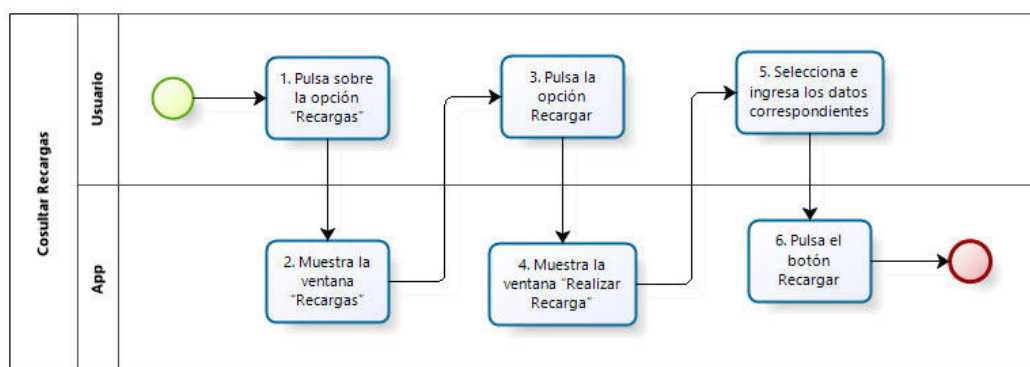 Cosultar Recargas
Usuario
1. Pulsa sobre
la opción
"Recargas"
3. Pulsa la
opción
Recargar
5. Selecciona e
ingresa los datos
correspondientes
App
2. Muestra la
ventana
"Recargas"
4. Muestra la
ventana "Realizar
Recarga"
6. Pulsa el
botón
Recargar